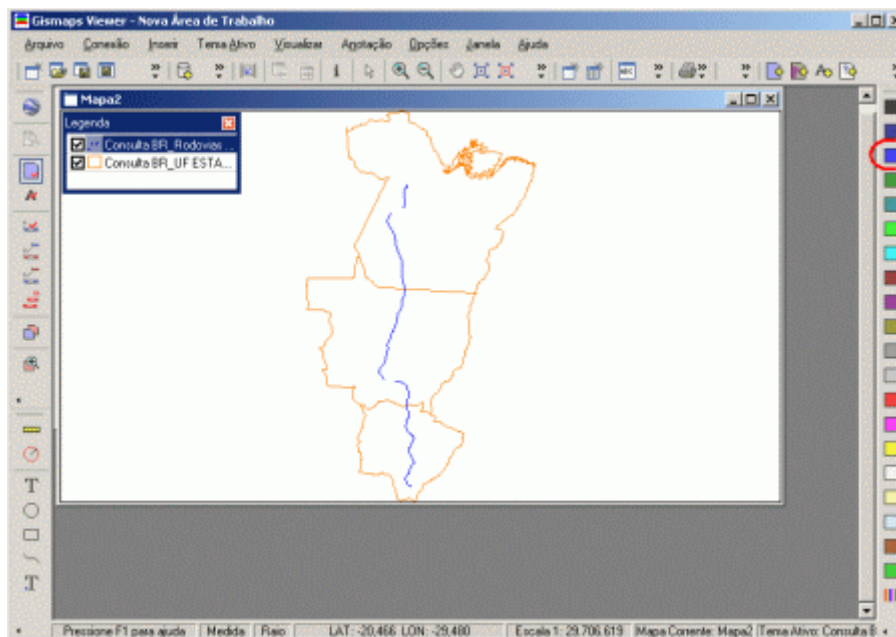 Gismaps Viewer - Nova Área de Trabalho
Arquivo Conexão Inserir Tema Ativo Visualizar Anotação Opções Janela Ajuda
Mapa2
Legenda
Consulta BR_Rodovias ...
Consulta BR_UF ESTA...
Pressione F1 para ajuda Medida Raio LAT: -20,466 LON: -29,480 Escala 1: 29.706.619 Mapa Corrente: Mapa2 Tema Ativo: Consulta B